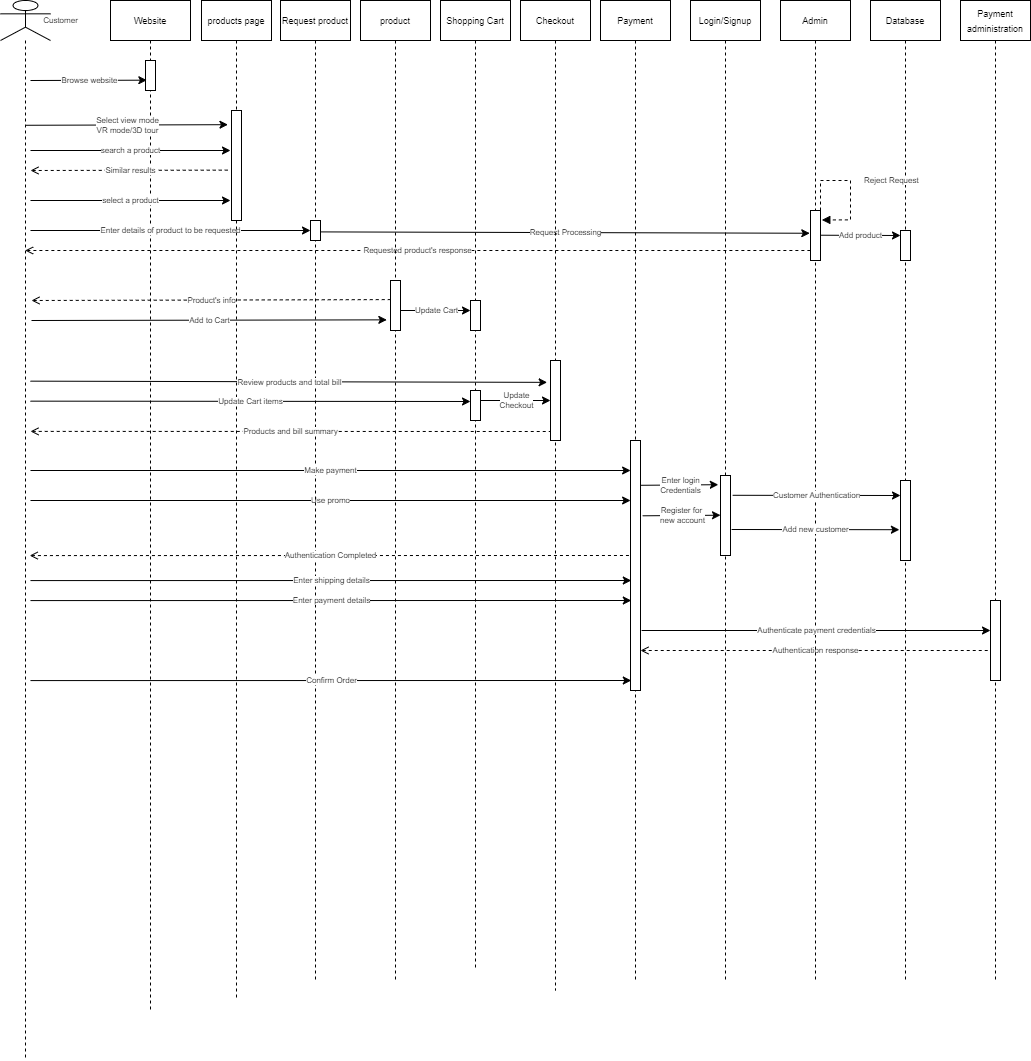 Customer
Website
products page
Request product
product
Shopping Cart
Checkout
Payment
Login/Signup
Admin
Database
Payment
administration
Browse website
Select view mode
VR mode/3D tour
search a product
Similar results
Reject Request
select a product
Enter details of product to be requested
Request Processing
Add product
Requested product's response
Product's info
Update Cart
Add to Cart
Review products and total bill
Update Cart items
Update
Checkout
Products and bill summary
Make payment
Enter login
Credentials
Customer Authentication
Use promo
Register for
new account
Add new customer
Authentication Completed
Enter shipping details
Enter payment details
Authenticate payment credentials
Authentication response
Confirm Order